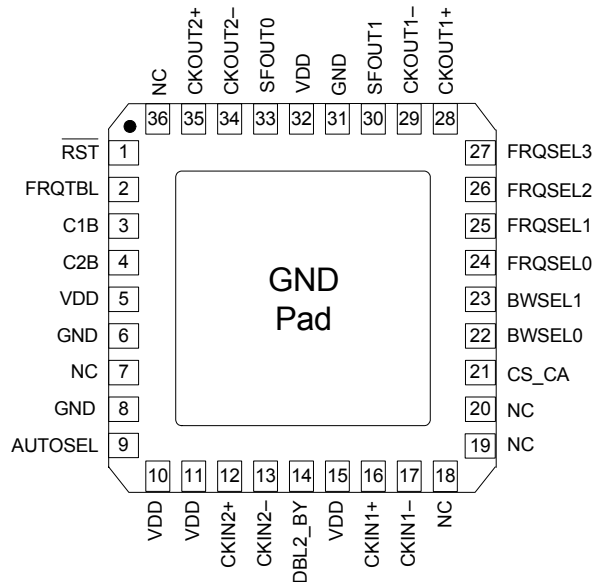 NC
CKOUT2+
CKOUT2–
SFOUT0
VDD
GND
SFOUT1
CKOUT1–
CKOUT1+
36 35 34 33 32 31 30 29 28
RST 1
FRQTBL 2
C1B 3
C2B 4
VDD 5
GND 6
NC 7
GND 8
AUTOSEL 9
GND
Pad
27 FRQSEL3
26 FRQSEL2
25 FRQSEL1
24 FRQSEL0
23 BWSEL1
22 BWSEL0
21 CS_CA
20 NC
19 NC
10 11 12 13 14 15 16 17 18
VDD
VDD
CKIN2+
CKIN2–
DBL2_BY
VDD
CKIN1+
CKIN1–
NC